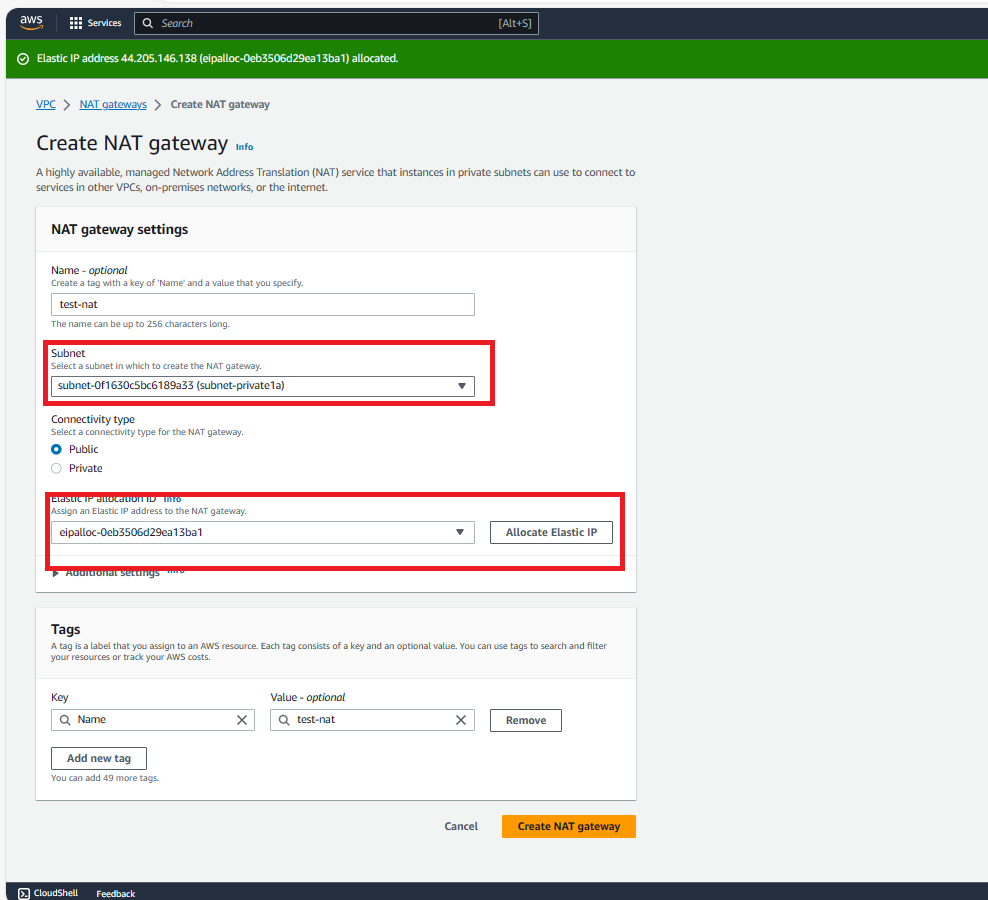 aws
Services
Search
[Alt+S]
Elastic IP address 44.205.146.138 (eipalloc-0eb3506d29ea13ba1) allocated.
VPC > NAT gateways > Create NAT gateway
Create NAT gateway Info
A highly available, managed Network Address Translation (NAT) service that instances in private subnets can use to connect to
services in other VPCs, on-premises networks, or the internet.
NAT gateway settings
Name - optional
Create a tag with a key of 'Name' and a value that you specify.
test-nat
The name can be up to 256 characters long.
Subnet
Select a subnet in which to create the NAT gateway.
subnet-0f1630c5bc6189a33 (subnet-private1a)
Connectivity type
Select a connectivity type for the NAT gateway.
Public
Private
Elastic IP allocation ID Info
Assign an Elastic IP address to the NAT gateway.
eipalloc-0eb3506d29ea13ba1
Allocate Elastic IP
Additional settings Info
Tags
A tag is a label that you assign to an AWS resource. Each tag consists of a key and an optional value. You can use tags to search and filter
your resources or track your AWS costs.
Key
Value - optional
Name
test-nat
Remove
Add new tag
You can add 49 more tags.
Cancel
Create NAT gateway
CloudShell
Feedback